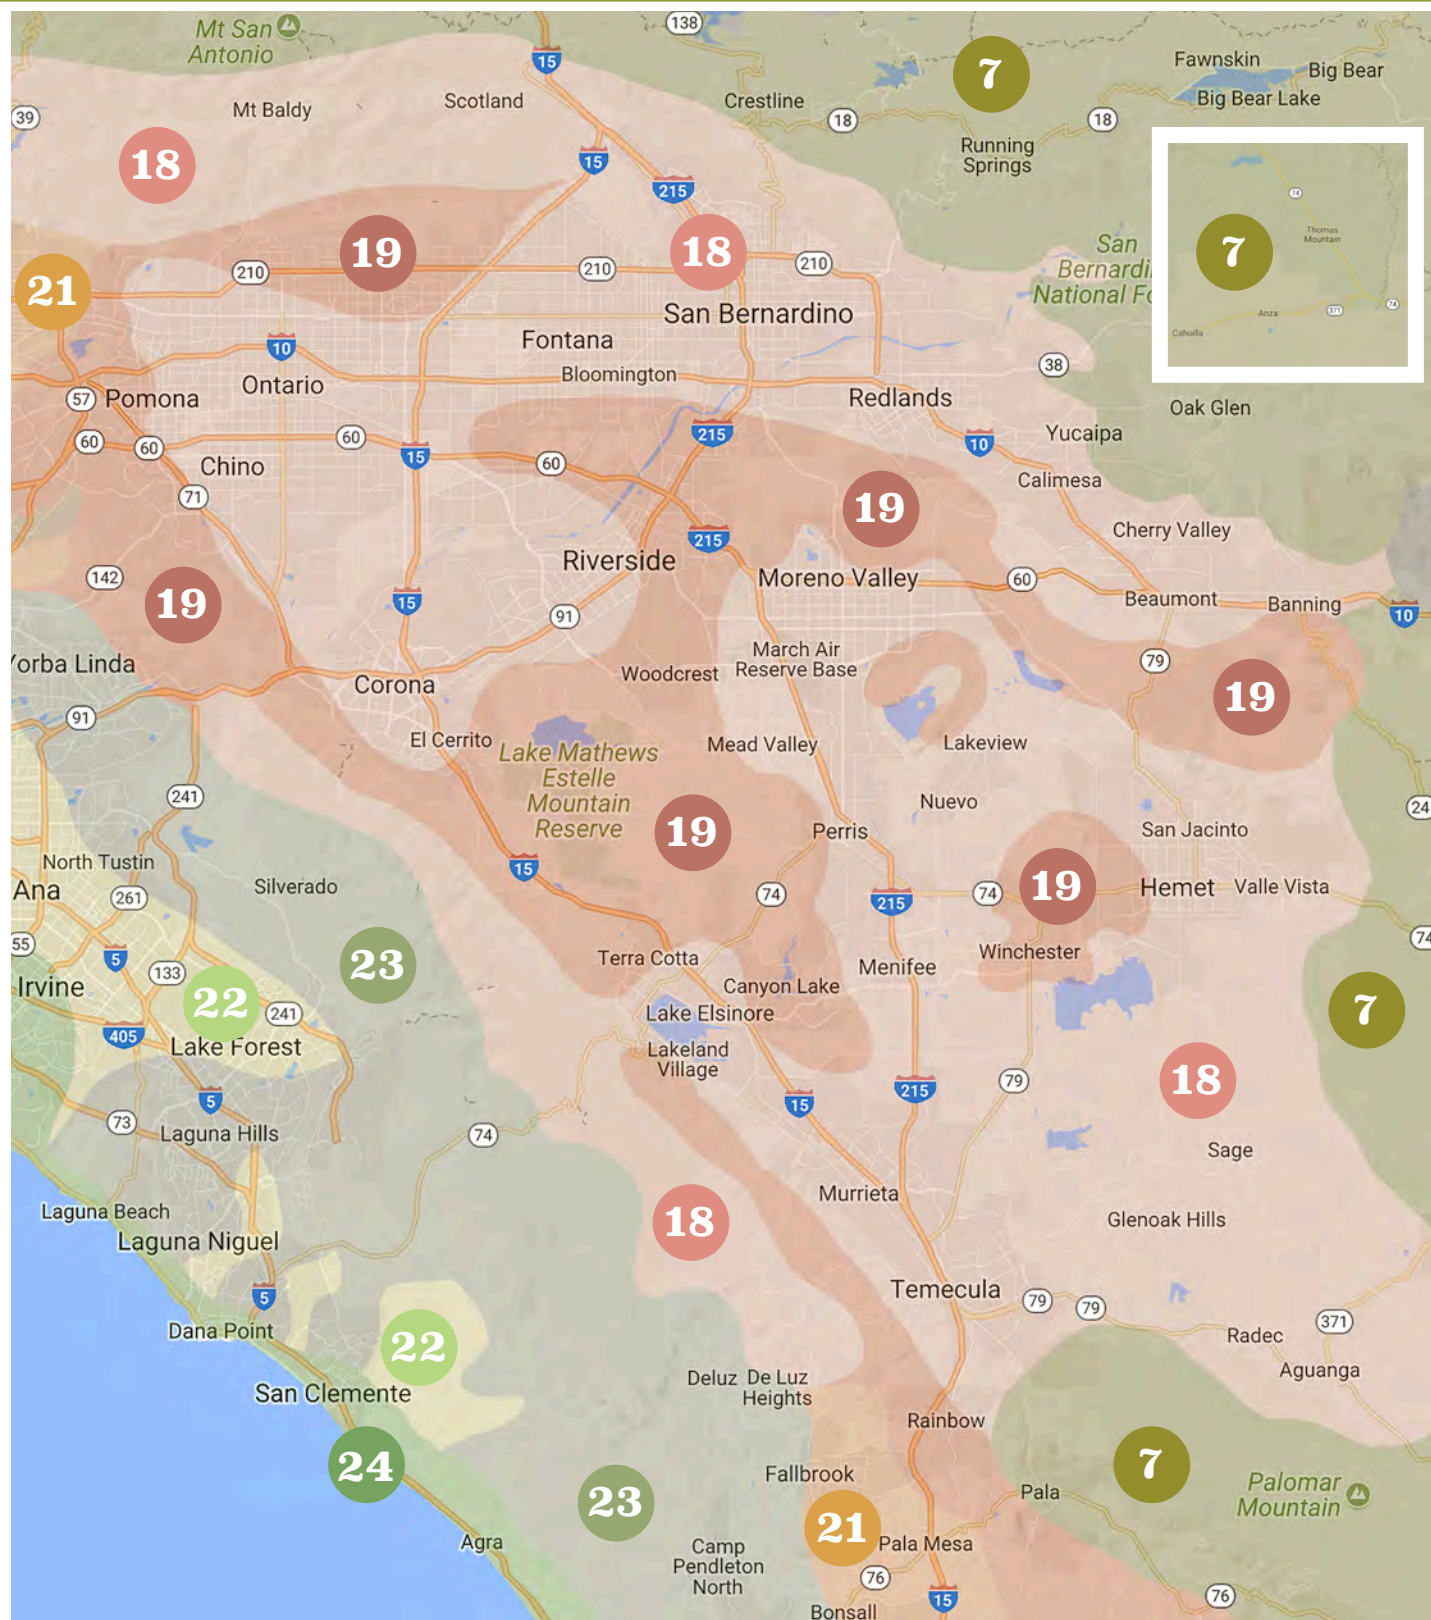 Mt San
Antonio
15
138
7
Fawnskin
Big Bear
Big Bear Lake
39
Mt Baldy
Scotland
Crestline
18
18
Running
Springs
18
15
215
19
18
210
210
210
San
Bernardi
National Fo
7
74
Thomas
Mountain
Anza
371
74
Cahuilla
21
San Bernardino
Fontana
10
Bloomington
Ontario
38
57
Pomona
Redlands
Oak Glen
60
60
60
15
215
10
Yucaipa
Chino
60
Calimesa
71
19
Cherry Valley
215
Riverside
142
Moreno Valley
60
19
15
91
Beaumont
Banning
10
Yorba Linda
Woodcrest
March Air
Reserve Base
79
Corona
19
91
El Cerrito
Lake Mathews
Estelle
Mountain
Reserve
Mead Valley
Lakeview
241
Nuevo
24
19
Perris
San Jacinto
North Tustin
15
Ana
261
Silverado
74
215
74
19
Hemet
Valle Vista
55
5
133
23
Terra Cotta
Winchester
74
Irvine
22
241
Canyon Lake
Menifee
405
Lake Forest
Lake Elsinore
7
Lakeland
Village
5
15
215
79
18
73
Laguna Hills
74
Sage
Laguna Beach
18
Murrieta
Glenoak Hills
Laguna Niguel
5
Temecula
79
79
Dana Point
371
22
Radec
Aguanga
Deluz
De Luz
Heights
San Clemente
Rainbow
24
Fallbrook
7
23
Pala
Palomar
Mountain
21
Agra
Camp
Pendleton
North
Pala Mesa
76
15
76
Bonsall